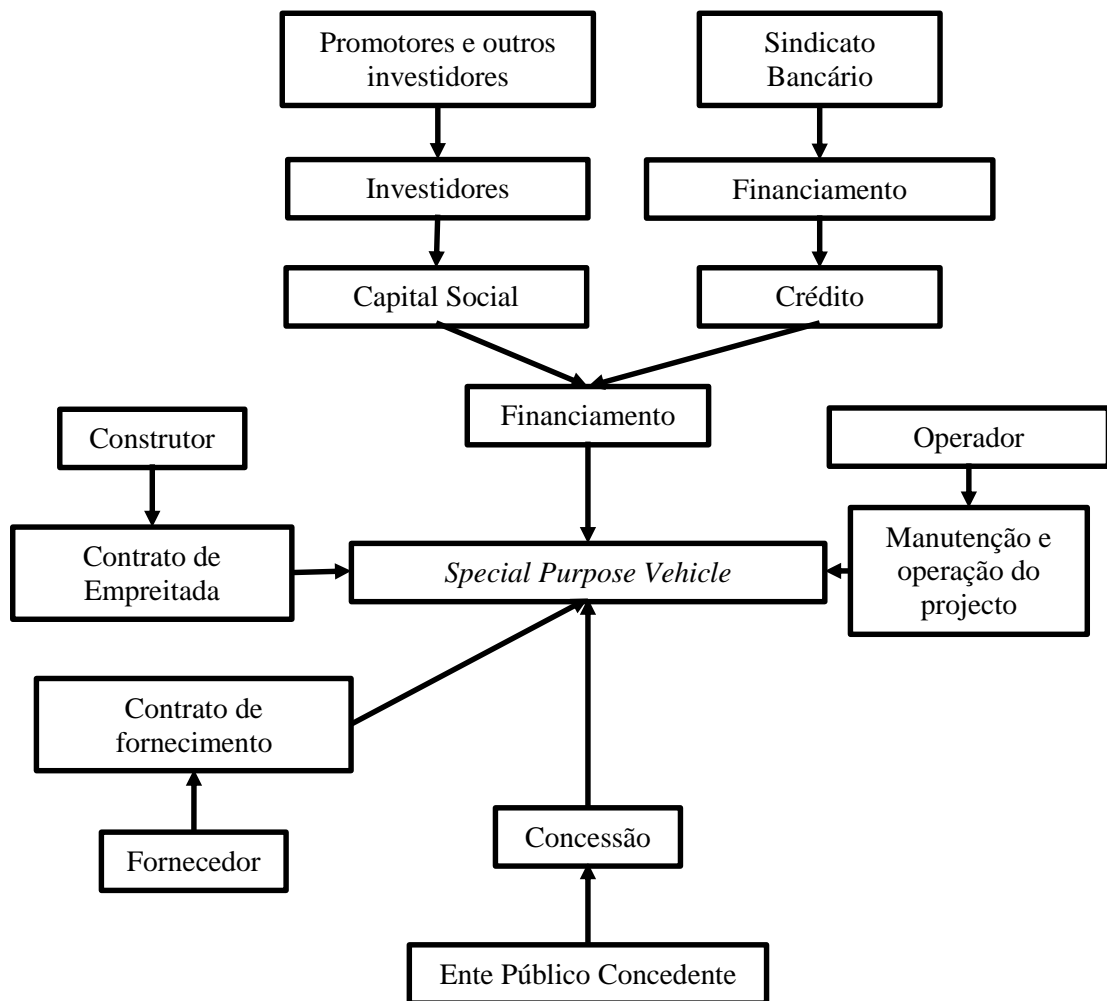 Promotores e outros
investidores
Sindicato
Bancário
Investidores
Financiamento
Capital Social
Crédito
Financiamento
Construtor
Operador
Contrato de
Empreitada
Special Purpose Vehicle
Manutenção e
operação do
projecto
Contrato de
fornecimento
Concessão
Fornecedor
Ente Público Concedente